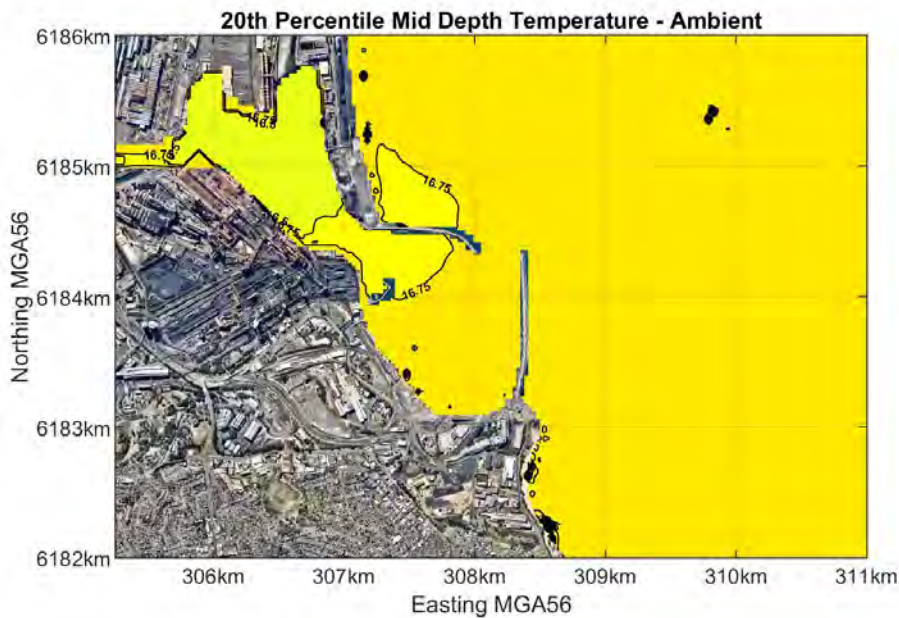 20th Percentile Mid Depth Temperature - Ambient
6186km
6185km
6184km
6183km
6182km
Northing MGA56
16.75
16.75
16.75
306km
307km
308km
309km
310km
311km
Easting MGA56